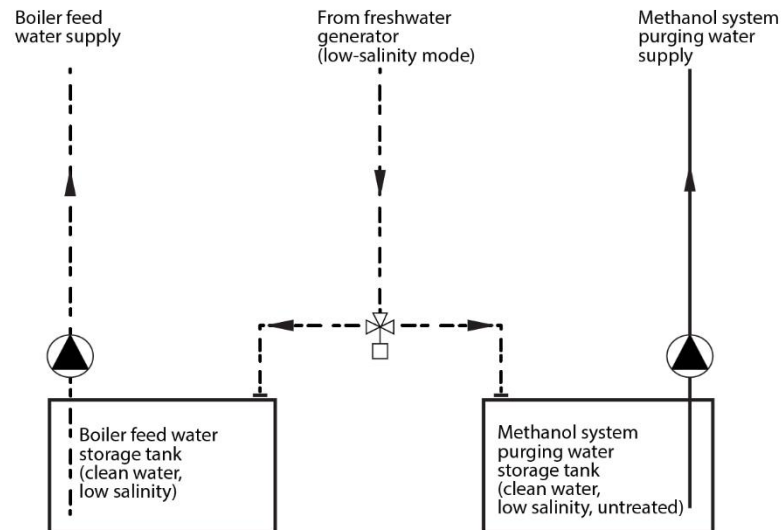 Boiler feed
water supply
From freshwater
generator
(low-salinity mode)
Methanol system
purging water
supply
Boiler feed water
storage tank
(clean water,
low salinity)
Methanol system
purging water
storage tank
(clean water,
low salinity, untreated)